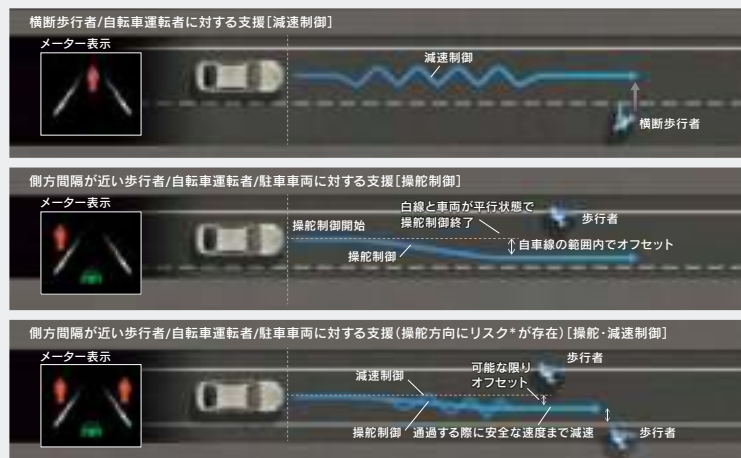 横断歩行者/自転車運転者に対する支援[減速制御]
メーター表示
減速制御
横断歩行者
側方間隔が近い歩行者/自転車運転者/駐車車両に対する支援[操舵制御]
メーター表示
操舵制御開始
白線と車両が平行状態で
操舵制御終了
歩行者
自車線の範囲内でオフセット
操舵制御
側方間隔が近い歩行者/自転車運転者/駐車車両に対する支援(操舵方向にリスク*が存在)[操舵・減速制御]
メーター表示
減速制御
可能な限り
オフセット
歩行者
操舵制御
通過する際に安全な速度まで減速
歩行者